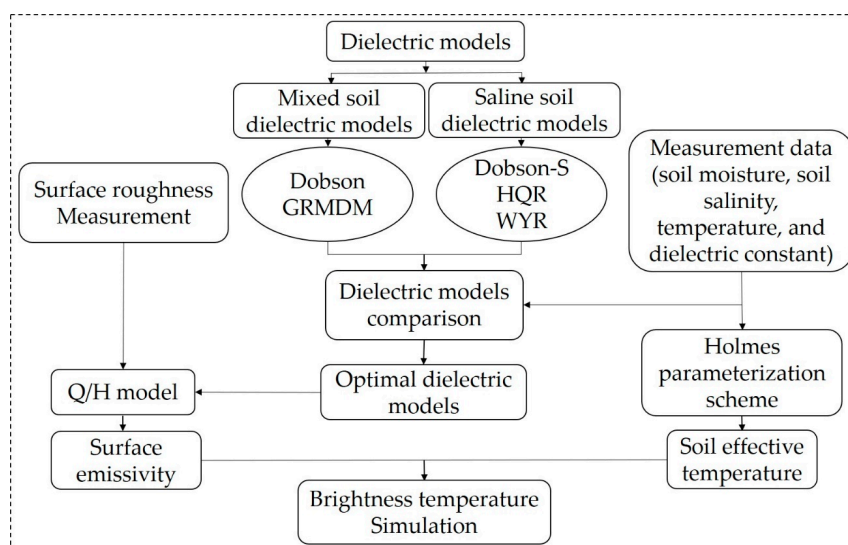 Dielectric models
Mixed soil
dielectric models
Saline soil
dielectric models
Surface roughness
Measurement
Dobson
GRMDM
Dobson-S
HQR
WYR
Measurement data
(soil moisture, soil
salinity,
temperature, and
dielectric constant)
Dielectric models
comparison
Q/H model
Optimal dielectric
models
Holmes
parameterization
scheme
Surface
emissivity
Soil effective
temperature
Brightness temperature
Simulation